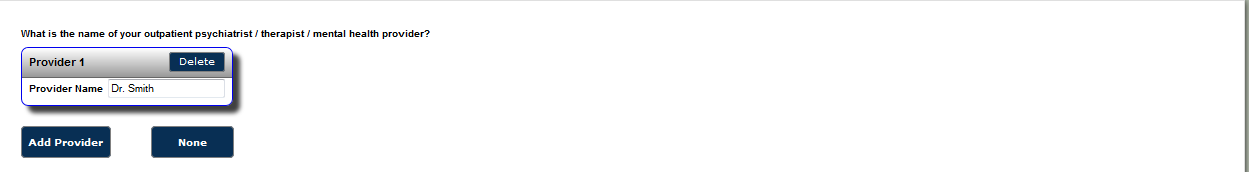 What is the name of your outpatient psychiatrist / therapist / mental health provider?
Provider 1 Delete
Provider Name Dr. Smith
Add Provider None